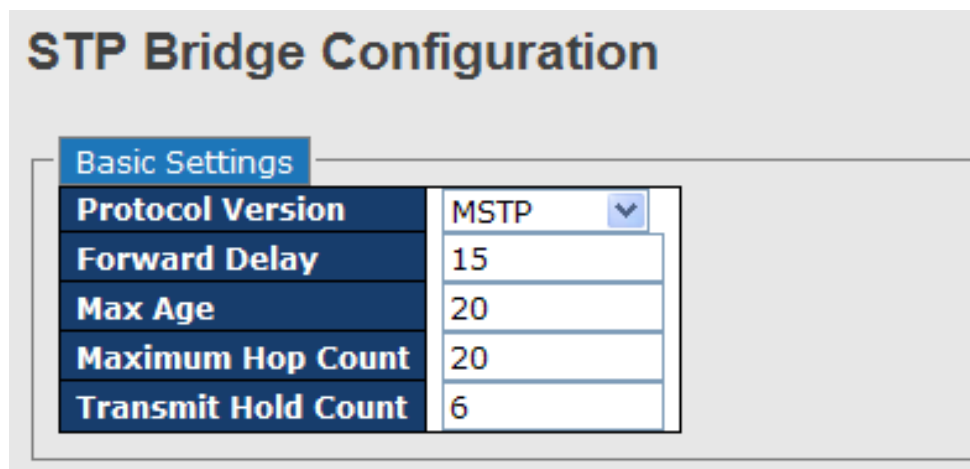 STP Bridge Configuration
Basic Settings
Protocol Version MSTP
Forward Delay 15
Max Age 20
Maximum Hop Count 20
Transmit Hold Count 6